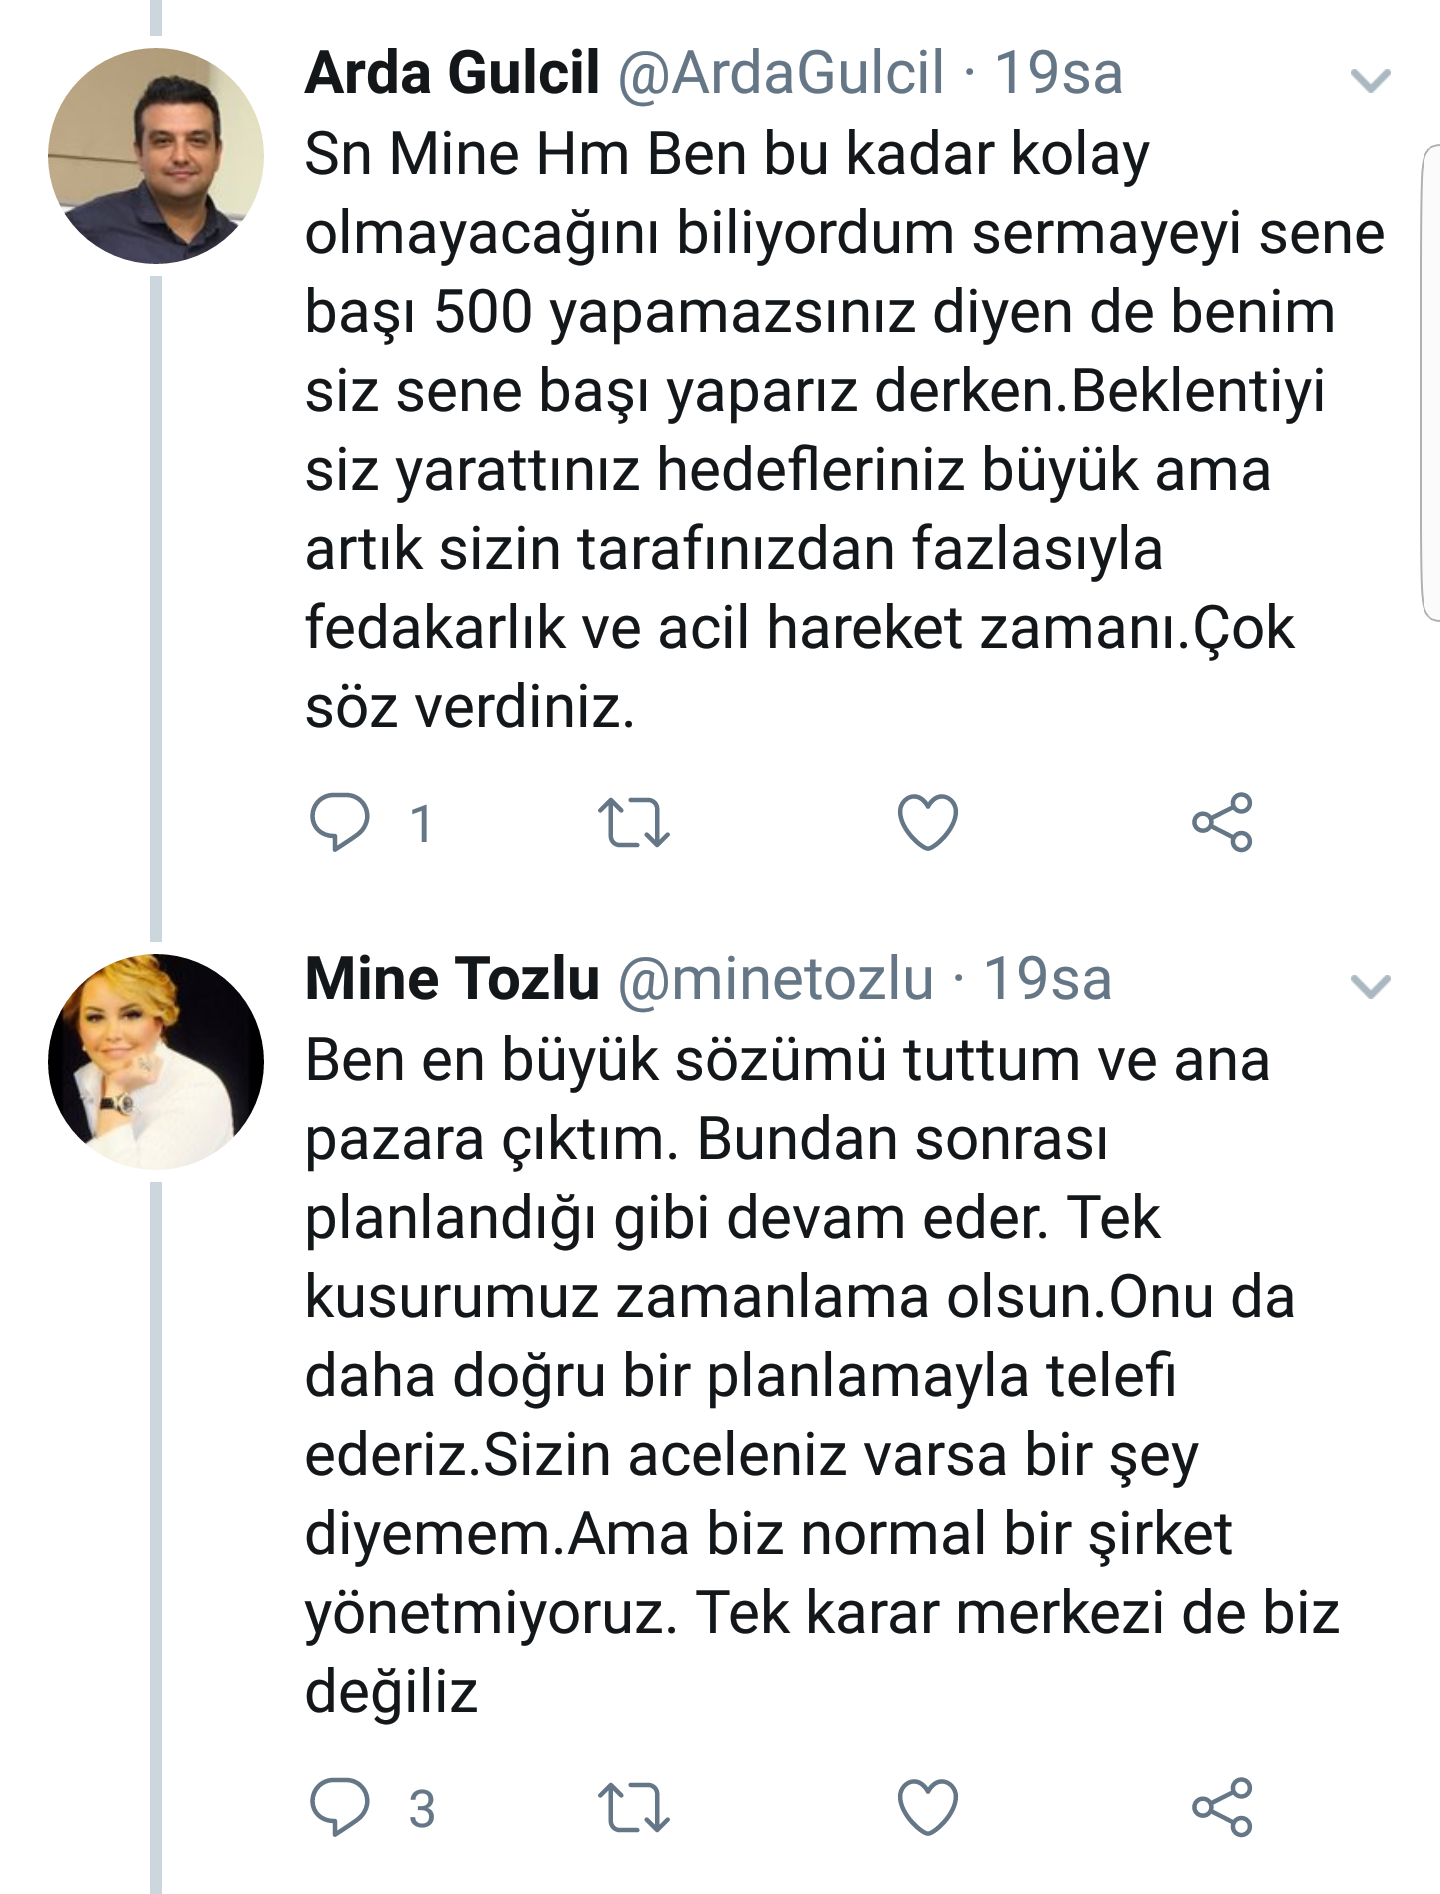 Arda Gulcil @ArdaGulcil · 19sa
Sn Mine Hm Ben bu kadar kolay
olmayacağını biliyordum sermayeyi sene
başı 500 yapamazsınız diyen de benim
siz sene başı yaparız derken.Beklentiyi
siz yarattınız hedefleriniz büyük ama
artık sizin tarafınızdan fazlasıyla
fedakarlık ve acil hareket zamanı.Çok
söz verdiniz.
1
Mine Tozlu @minetozlu · 19sa
Ben en büyük sözümü tuttum ve ana
pazara çıktım. Bundan sonrası
planlandığı gibi devam eder. Tek
kusurumuz zamanlama olsun.Onu da
daha doğru bir planlamayla telefi
ederiz.Sizin aceleniz varsa bir şey
diyemem.Ama biz normal bir şirket
yönetmiyoruz. Tek karar merkezi de biz
değiliz
3